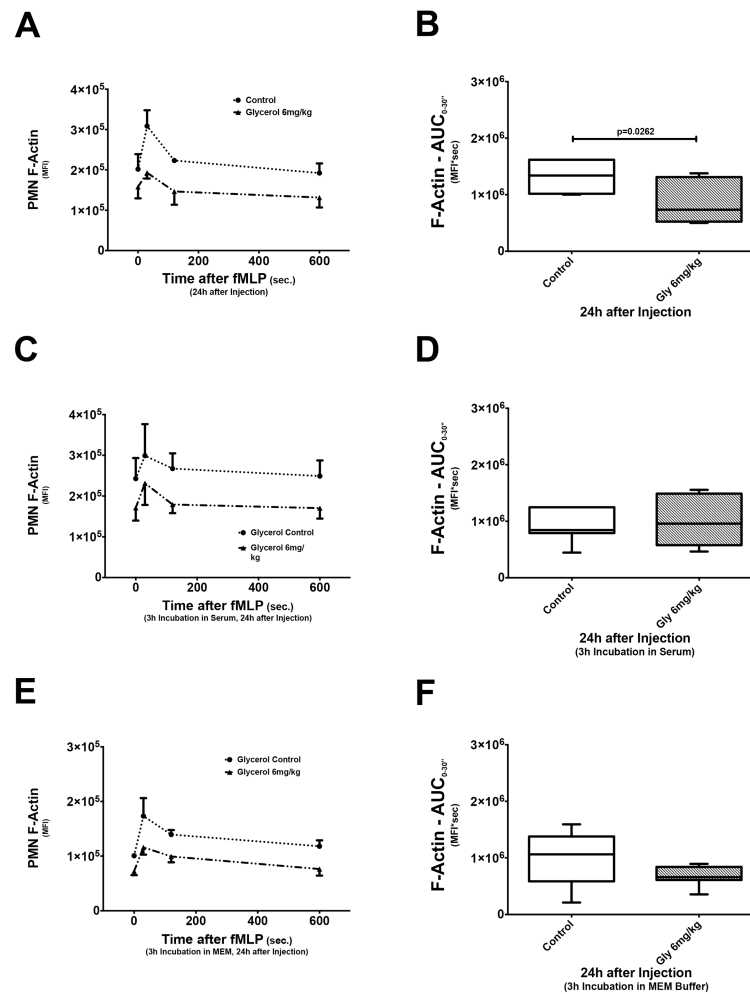 A
PMN F-Actin
(MFI)
4×10⁵
3×10⁵
2×10⁵
1×10⁵
0
Control
Glycerol 6mg/kg
0 200 400 600
Time after fMLP (sec.)
(24h after Injection)
B
F-Actin - AUC0-30''
(MFI*sec)
3×10⁶
2×10⁶
1×10⁶
0
p=0.0262
Control
Gly 6mg/kg
24h after Injection
C
PMN F-Actin
(MFI)
4×10⁵
3×10⁵
2×10⁵
1×10⁵
0
Glycerol Control
Glycerol 6mg/
kg
0 200 400 600
Time after fMLP (sec.)
(3h Incubation in Serum, 24h after Injection)
D
F-Actin - AUC0-30''
(MFI*sec)
3×10⁶
2×10⁶
1×10⁶
0
Control
Gly 6mg/kg
24h after Injection
(3h Incubation in Serum)
E
PMN F-Actin
(MFI)
3×10⁵
2×10⁵
1×10⁵
0
Glycerol Control
Glycerol 6mg/kg
0 200 400 600
Time after fMLP (sec.)
(3h Incubation in MEM, 24h after Injection)
F
F-Actin - AUC0-30''
(MFI*sec)
3×10⁶
2×10⁶
1×10⁶
0
Control
Gly 6mg/kg
24h after Injection
(3h Incubation in MEM Buffer)